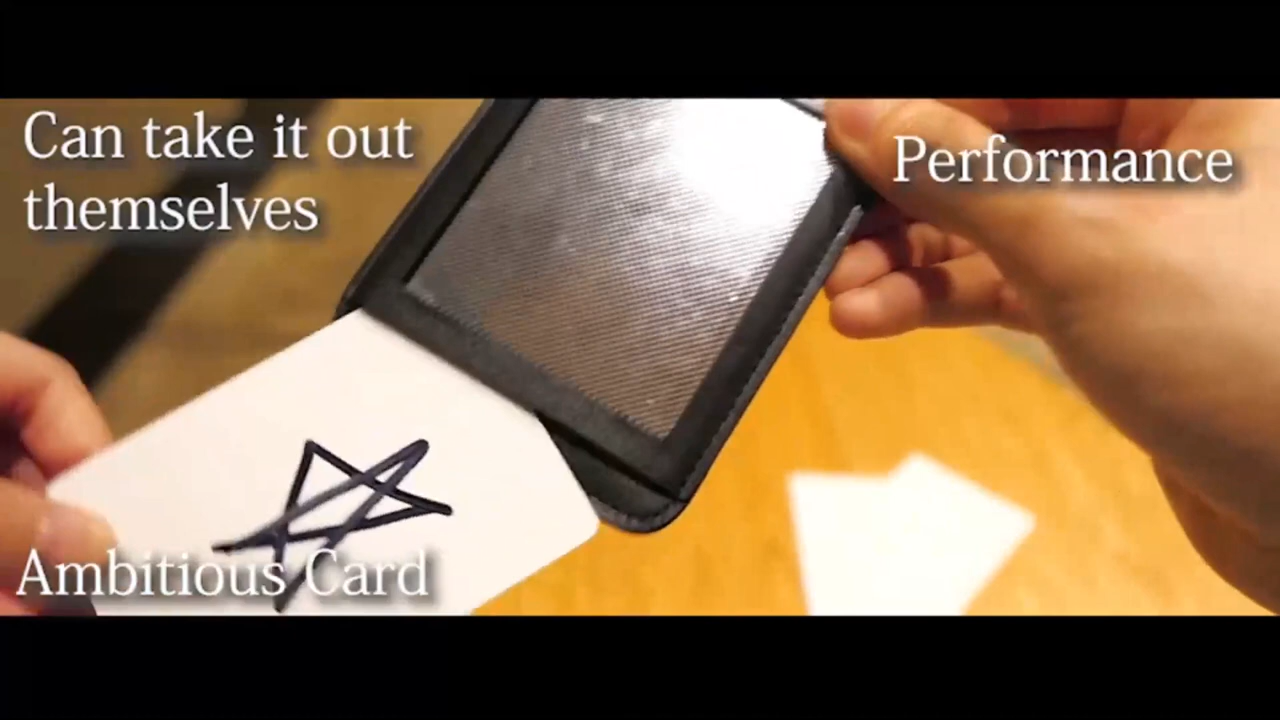 Can take it out
themselves
Performance
Ambitious Card